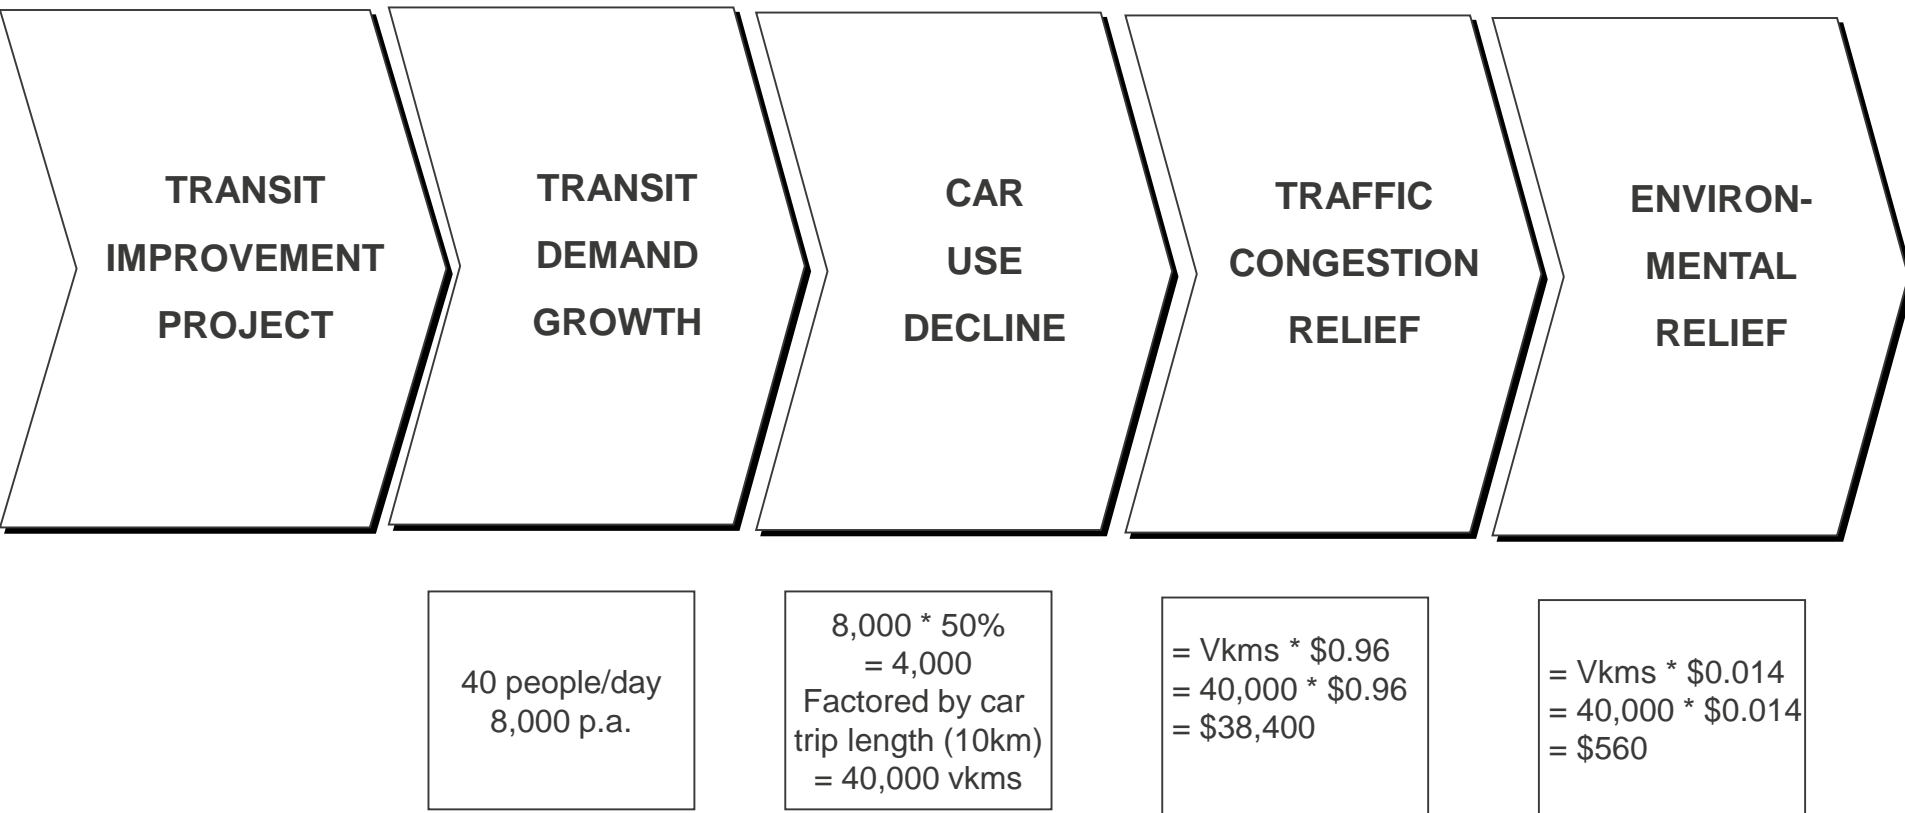 TRANSIT
IMPROVEMENT
PROJECT
TRANSIT
DEMAND
GROWTH
CAR
USE
DECLINE
TRAFFIC
CONGESTION
RELIEF
ENVIRON-
MENTAL
RELIEF
40 people/day
8,000 p.a.
8,000 * 50%
= 4,000
Factored by car
trip length (10km)
= 40,000 vkms
= Vkms * $0.96
= 40,000 * $0.96
= $38,400
= Vkms * $0.014
= 40,000 * $0.014
= $560